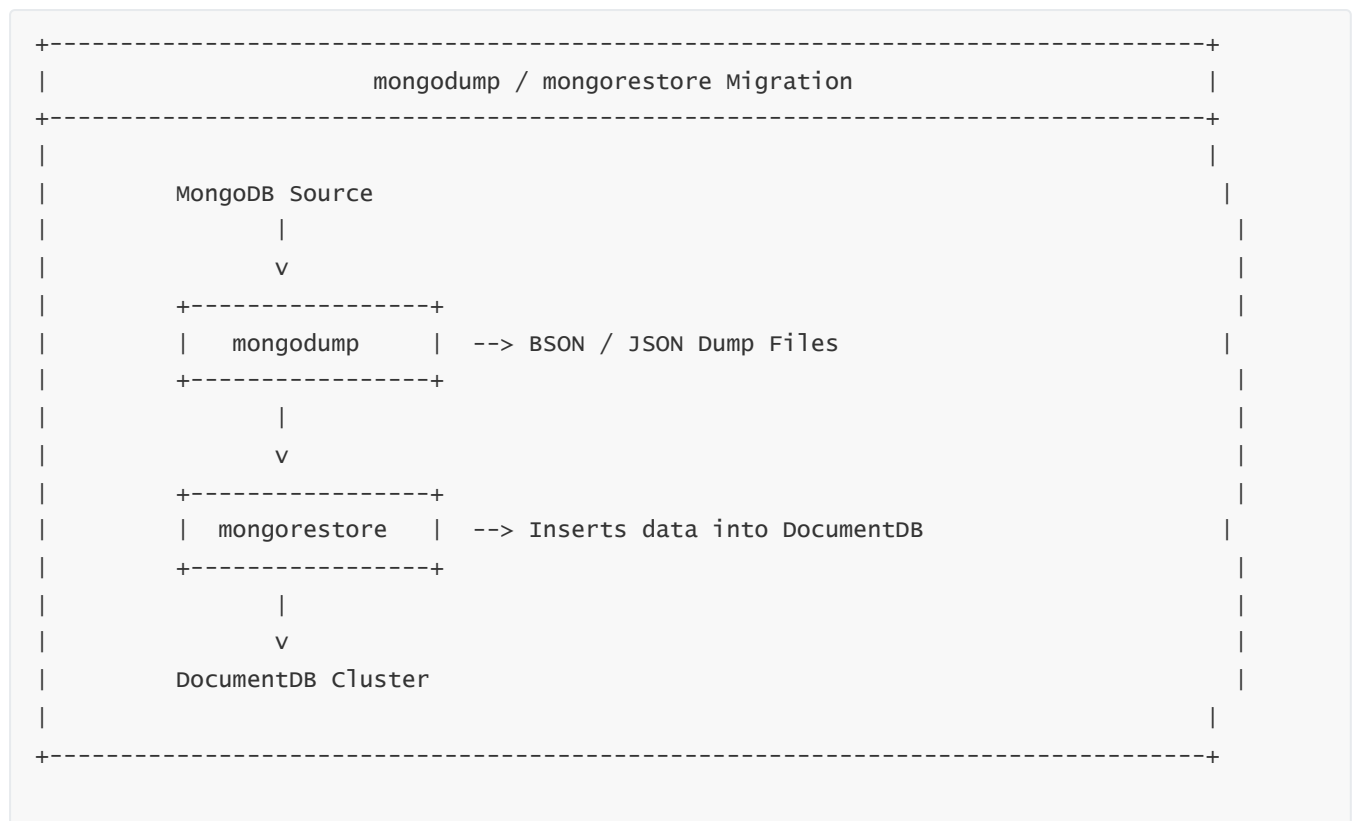 +----------------------------------------------------------------------------------+
|                       mongodump / mongorestore Migration                         |
+----------------------------------------------------------------------------------+
|                                                                                  |
|         MongoDB Source                                                            |
|                |                                                                   |
|                v                                                                   |
|         +-----------------+                                                        |
|         |   mongodump     |  --> BSON / JSON Dump Files                           |
|         +-----------------+                                                        |
|                |                                                                   |
|                v                                                                   |
|         +-----------------+                                                        |
|         |  mongorestore   |  --> Inserts data into DocumentDB                     |
|         +-----------------+                                                        |
|                |                                                                   |
|                v                                                                   |
|         DocumentDB Cluster                                                         |
|                                                                                  |
+----------------------------------------------------------------------------------+